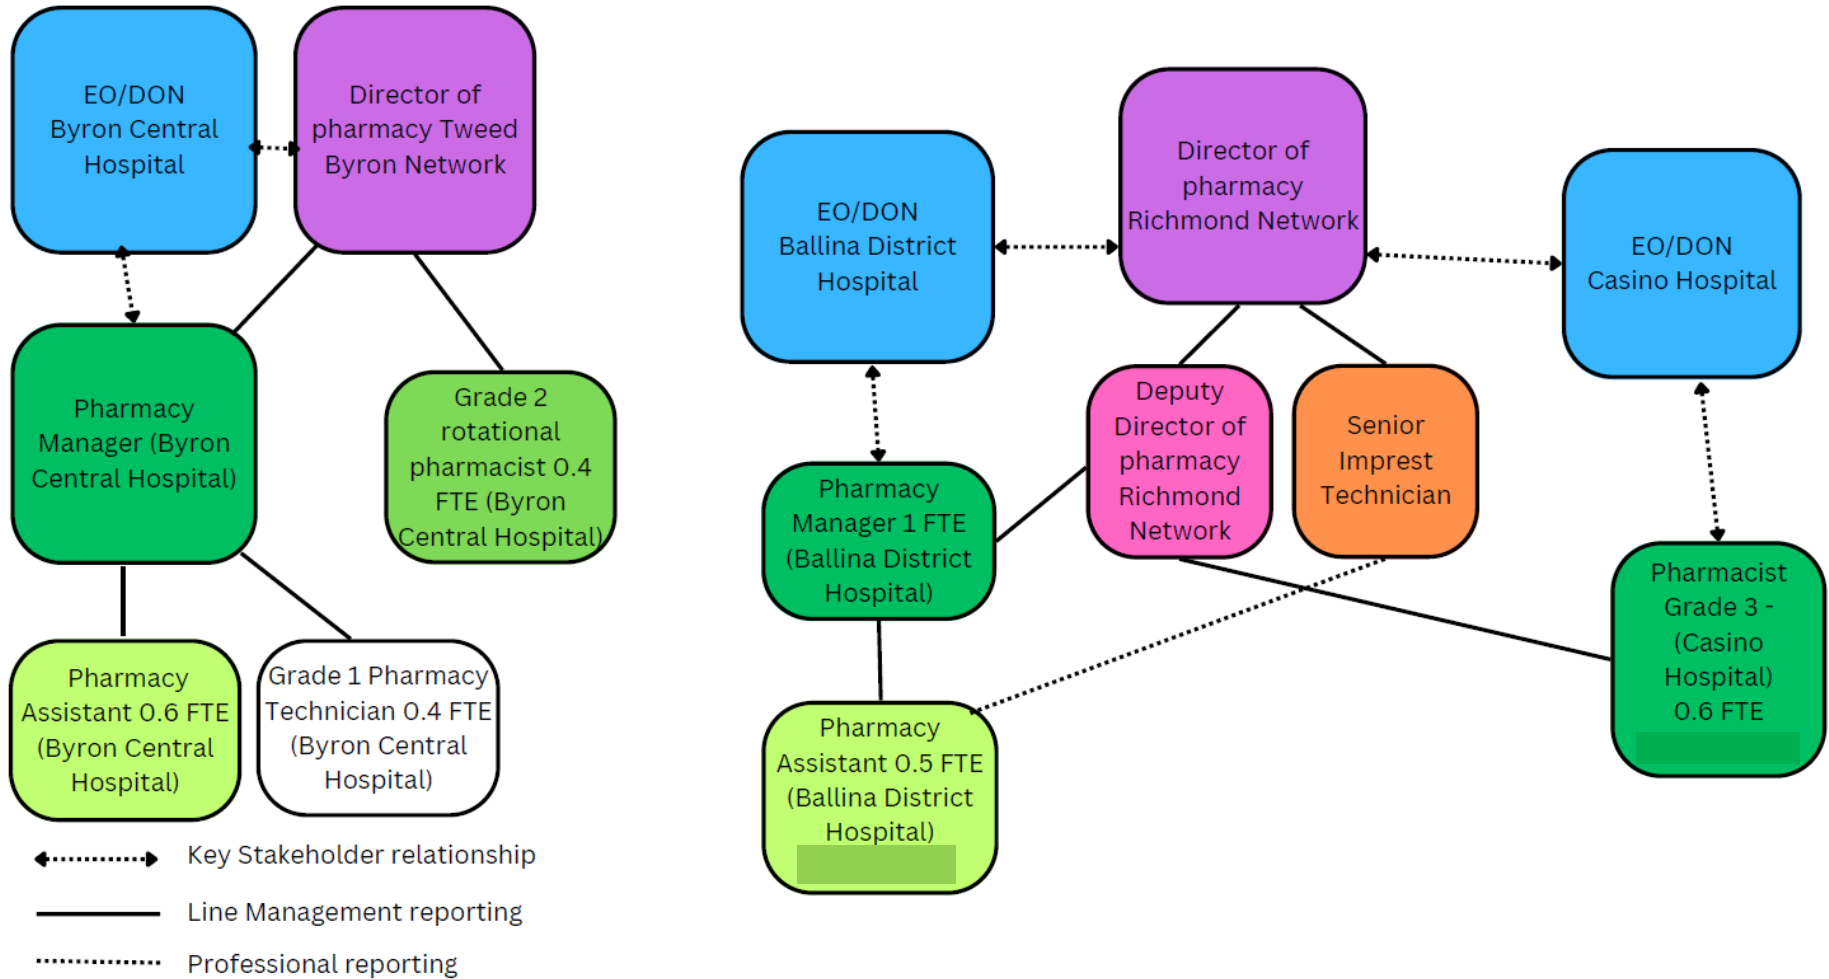 EO/DON
Byron Central
Hospital
Director of
pharmacy Tweed
Byron Network
Pharmacy
Manager (Byron
Central Hospital)
Grade 2
rotational
pharmacist 0.4
FTE (Byron
Central Hospital)
Pharmacy
Assistant 0.6 FTE
(Byron Central
Hospital)
Grade 1 Pharmacy
Technician 0.4 FTE
(Byron Central
Hospital)
Key Stakeholder relationship
Line Management reporting
Professional reporting
EO/DON
Ballina District
Hospital
Director of
pharmacy
Richmond Network
EO/DON
Casino Hospital
Deputy
Director of
pharmacy
Richmond
Network
Senior
Imprest
Technician
Pharmacy
Manager 1 FTE
(Ballina District
Hospital)
Pharmacist
Grade 3 -
(Casino
Hospital)
0.6 FTE
Pharmacy
Assistant 0.5 FTE
(Ballina District
Hospital)